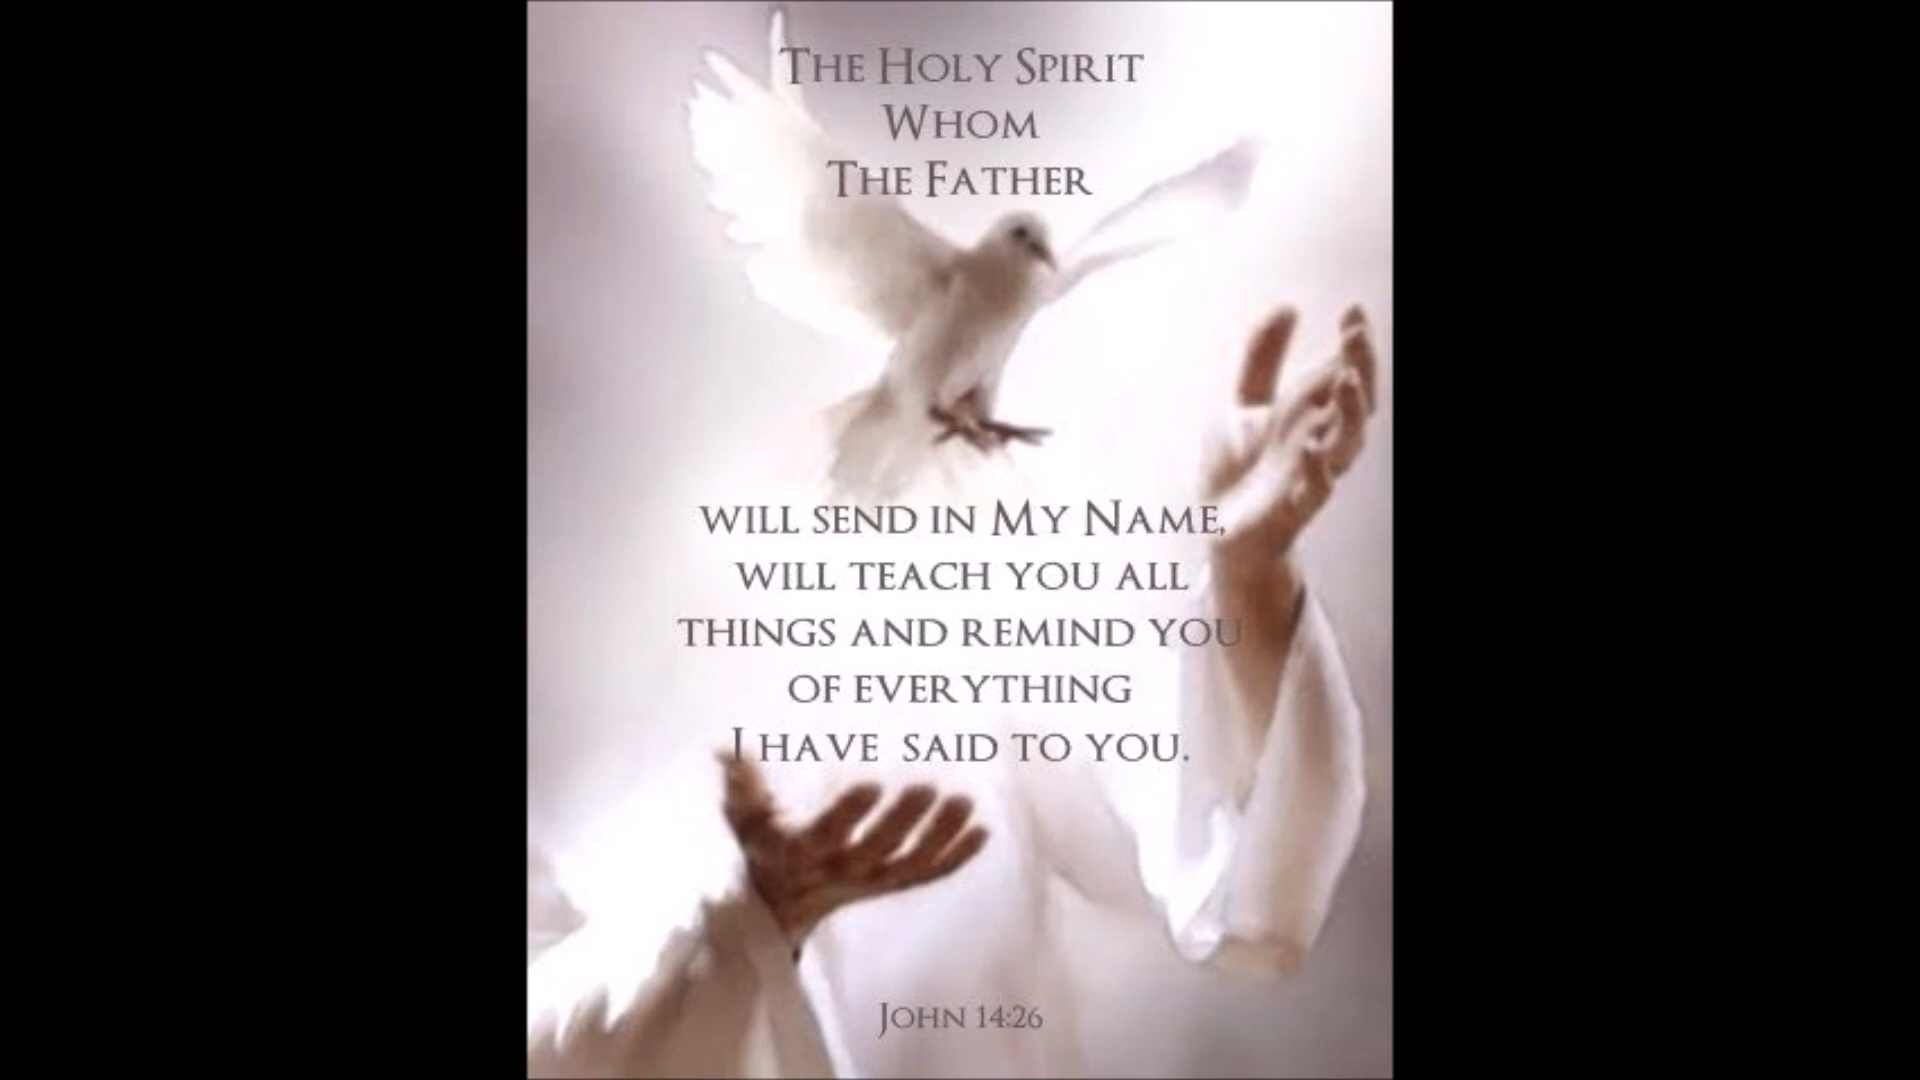 The Holy Spirit
Whom
The Father
will send in My Name,
will teach you all
things and remind you
of everything
I have said to you.
John 14:26